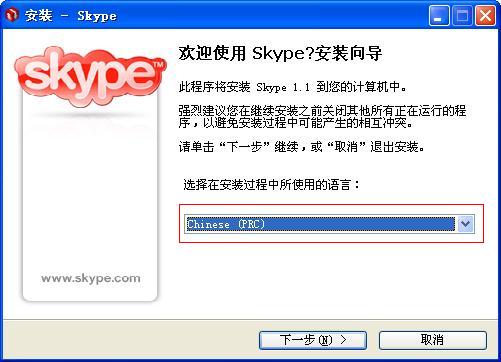 安装 - Skype
skype™
欢迎使用 Skype?安装向导
此程序将安装 Skype 1.1 到您的计算机中。
强烈建议您在继续安装之前关闭其他所有正在运行的程
序，以避免安装过程中可能产生的相互冲突。
请单击“下一步”继续，或“取消”退出安装。
选择在安装过程中所使用的语言：
Chinese (PRC)
www.skype.com
下一步(N) >
取消